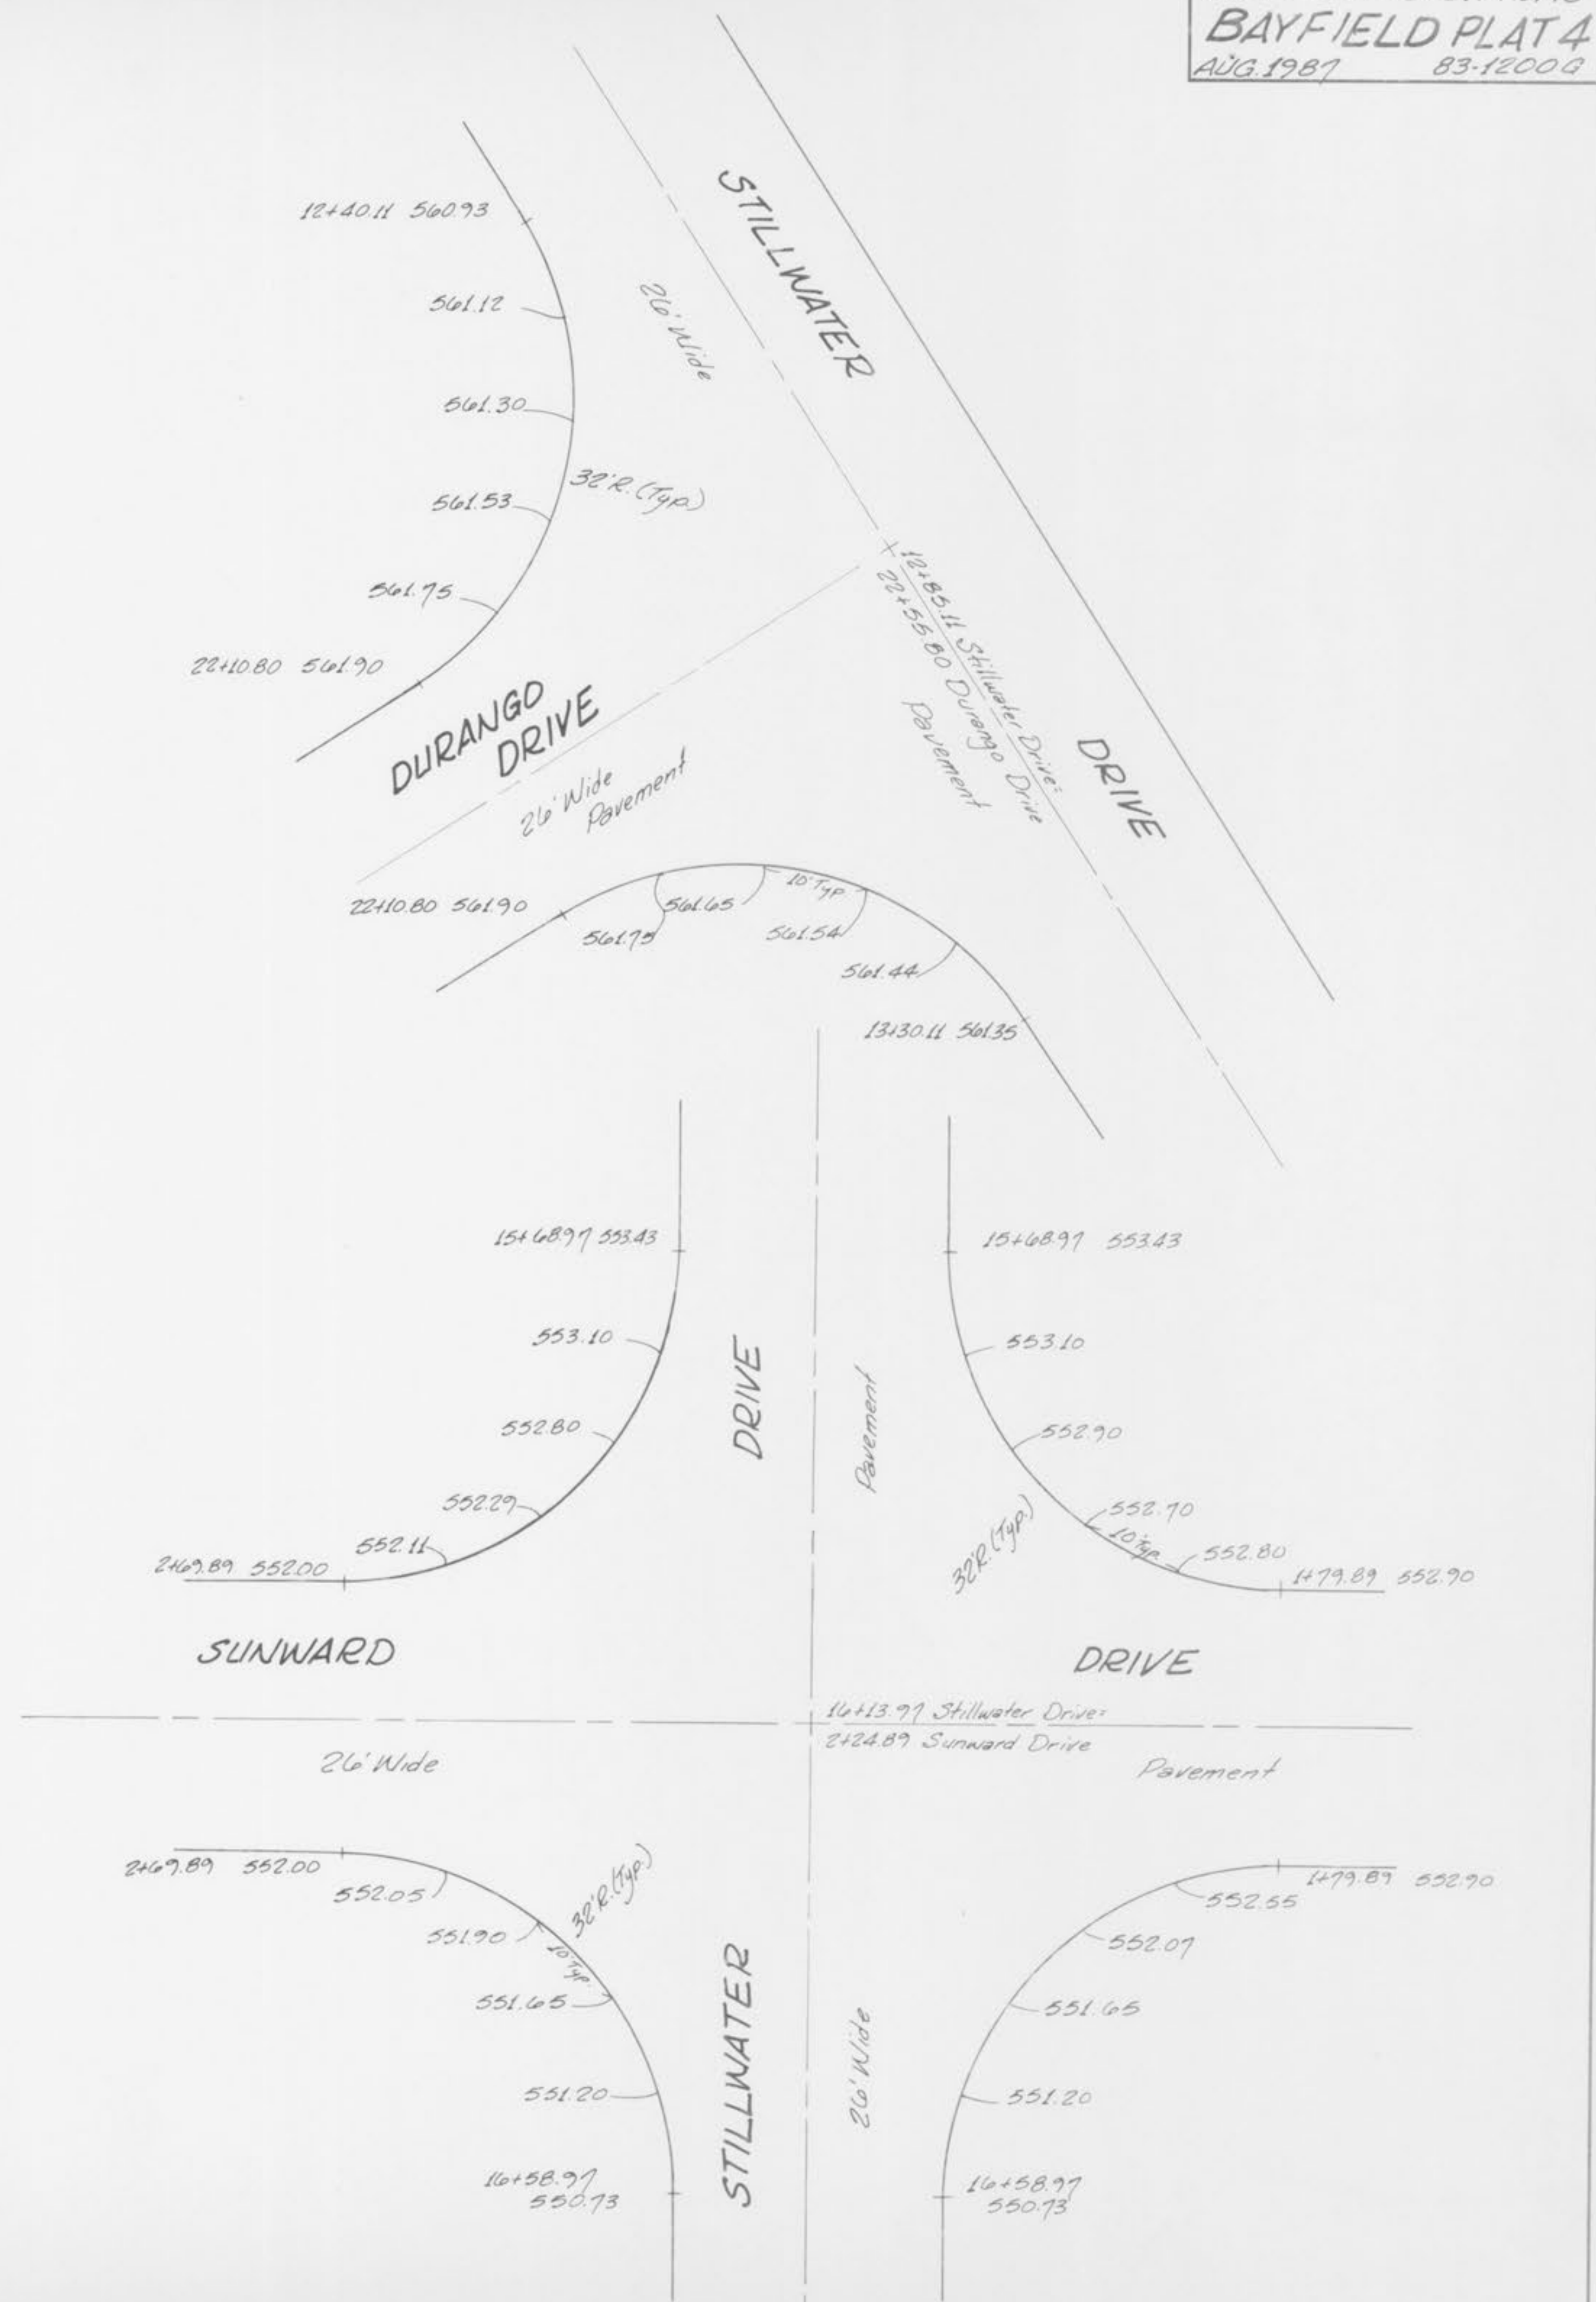 BAYFIELD PLAT 4
AUG. 1987 83-1200G
12+40.11 560.93
STILLWATER
26' Wide
561.12
561.30
32'R. (Typ.)
561.53
561.75
12+85.11 Stillwater Drive=
22+55.80 Durango Drive
Pavement
22+10.80 561.90
DURANGO
DRIVE
DRIVE
26' Wide
Pavement
22+10.80 561.90
561.75
561.65
10' Typ.
561.54
561.44
13+30.11 561.35
15+68.97 553.43
15+68.97 553.43
553.10
553.10
DRIVE
Pavement
552.80
552.90
552.29
552.70
32'R. (Typ.)
10' Typ.
552.11
552.80
2+69.89 552.00
1+79.89 552.90
SUNWARD
DRIVE
16+13.97 Stillwater Drive=
2+24.89 Sunward Drive
26' Wide
Pavement
2+69.89 552.00
1+79.89 552.90
552.05
552.55
32'R. (Typ.)
551.90
552.07
10' Typ.
551.65
551.65
STILLWATER
26' Wide
551.20
551.20
16+58.97
550.73
16+58.97
550.73